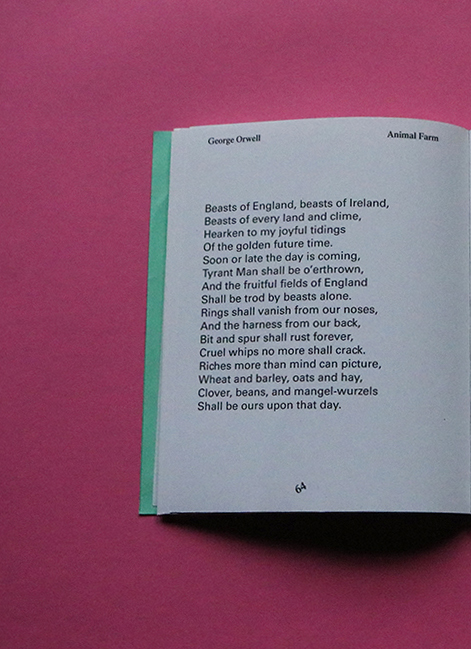 George Orwell Animal Farm
Beasts of England, beasts of Ireland,
Beasts of every land and clime,
Hearken to my joyful tidings
Of the golden future time.
Soon or late the day is coming,
Tyrant Man shall be o'erthrown,
And the fruitful fields of England
Shall be trod by beasts alone.
Rings shall vanish from our noses,
And the harness from our back,
Bit and spur shall rust forever,
Cruel whips no more shall crack.
Riches more than mind can picture,
Wheat and barley, oats and hay,
Clover, beans, and mangel-wurzels
Shall be ours upon that day.
64